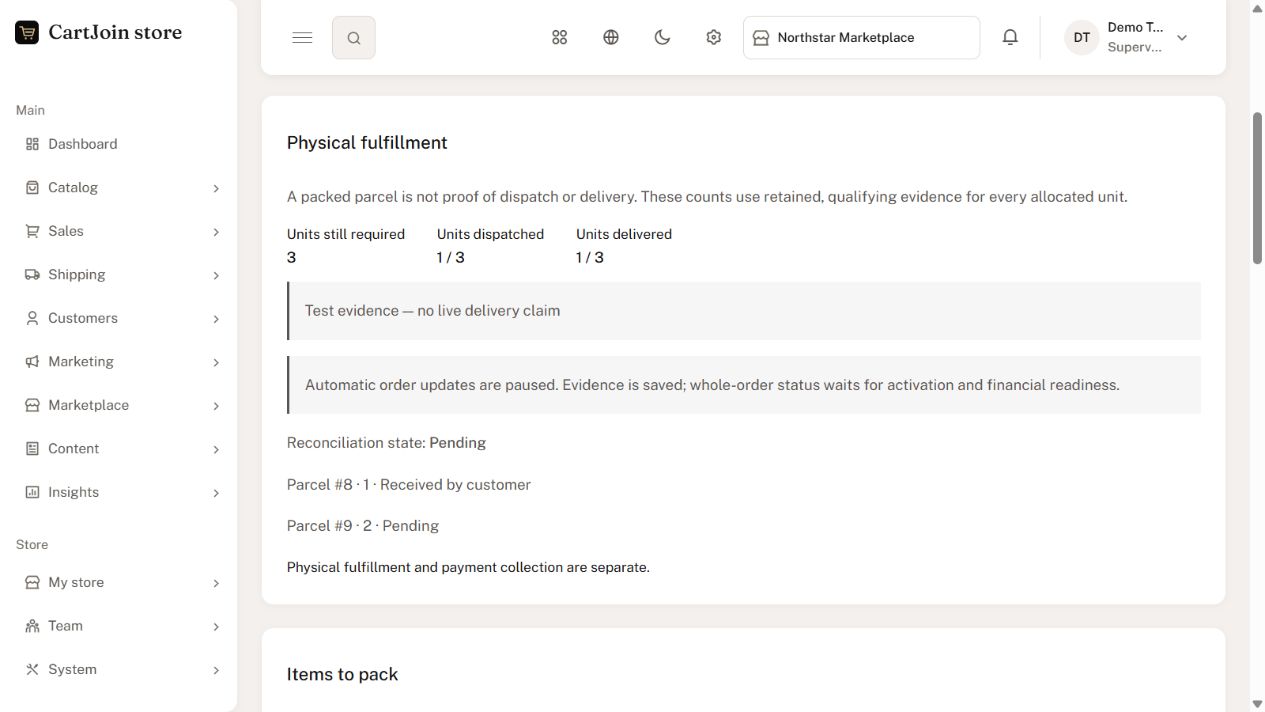 CartJoin store
Main
Dashboard
Catalog
Sales
Shipping
Customers
Marketing
Marketplace
Content
Insights
Store
My store
Team
System
Northstar Marketplace
DT
Demo T...
Superv...
Physical fulfillment
A packed parcel is not proof of dispatch or delivery. These counts use retained, qualifying evidence for every allocated unit.
Units still required
3
Units dispatched
1 / 3
Units delivered
1 / 3
Test evidence — no live delivery claim
Automatic order updates are paused. Evidence is saved; whole-order status waits for activation and financial readiness.
Reconciliation state: Pending
Parcel #8 · 1 · Received by customer
Parcel #9 · 2 · Pending
Physical fulfillment and payment collection are separate.
Items to pack